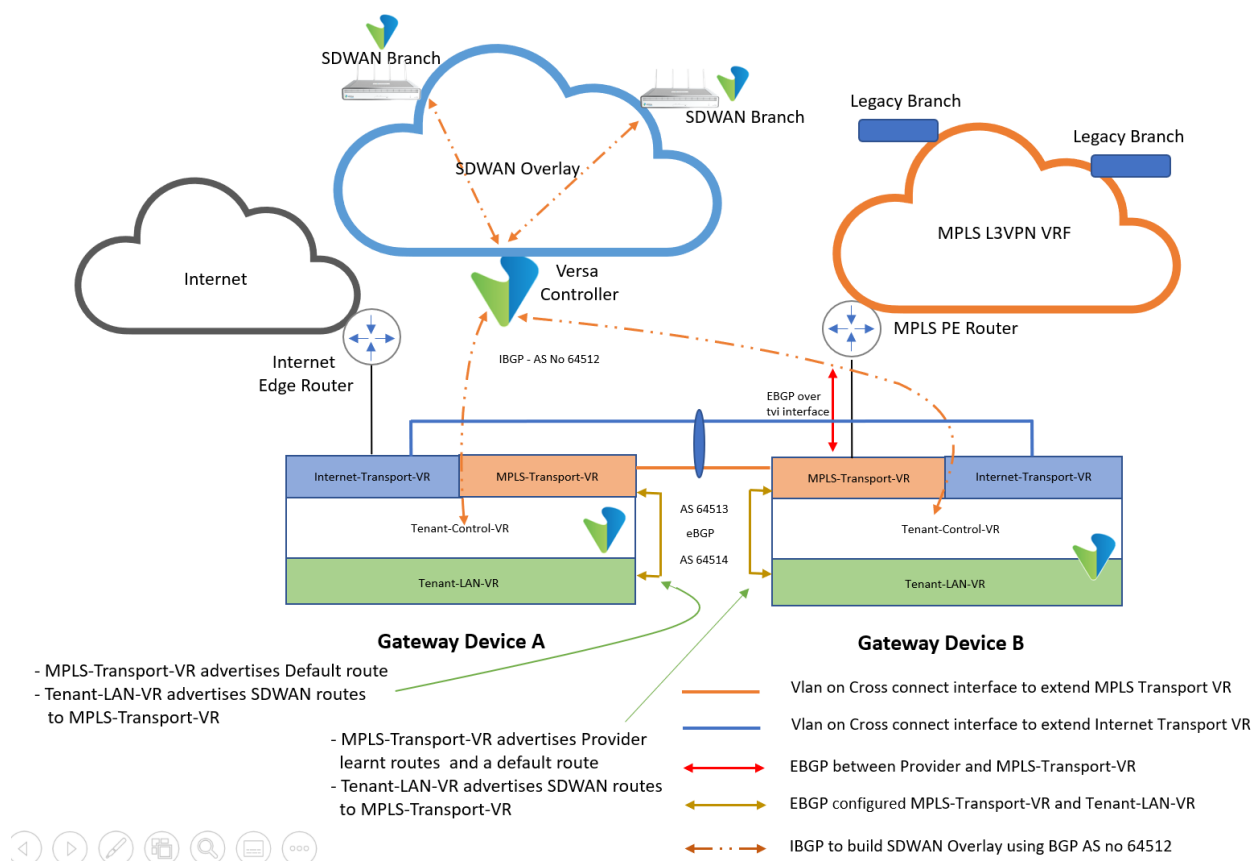 SDWAN Branch
SDWAN Branch
SDWAN Overlay
Legacy Branch
Legacy Branch
MPLS L3VPN VRF
Internet
Versa
Controller
MPLS PE Router
Internet
Edge Router
IBGP - AS No 64512
EBGP over
tvi interface
Internet-Transport-VR
MPLS-Transport-VR
Tenant-Control-VR
Tenant-LAN-VR
AS 64513
eBGP
AS 64514
MPLS-Transport-VR
Internet-Transport-VR
Tenant-Control-VR
Tenant-LAN-VR
Gateway Device A
Gateway Device B
- MPLS-Transport-VR advertises Default route
- Tenant-LAN-VR advertises SDWAN routes
to MPLS-Transport-VR
- MPLS-Transport-VR advertises Provider
learnt routes and a default route
- Tenant-LAN-VR advertises SDWAN routes
to MPLS-Transport-VR
Vlan on Cross connect interface to extend MPLS Transport VR
Vlan on Cross connect interface to extend Internet Transport VR
EBGP between Provider and MPLS-Transport-VR
EBGP configured MPLS-Transport-VR and Tenant-LAN-VR
IBGP to build SDWAN Overlay using BGP AS no 64512